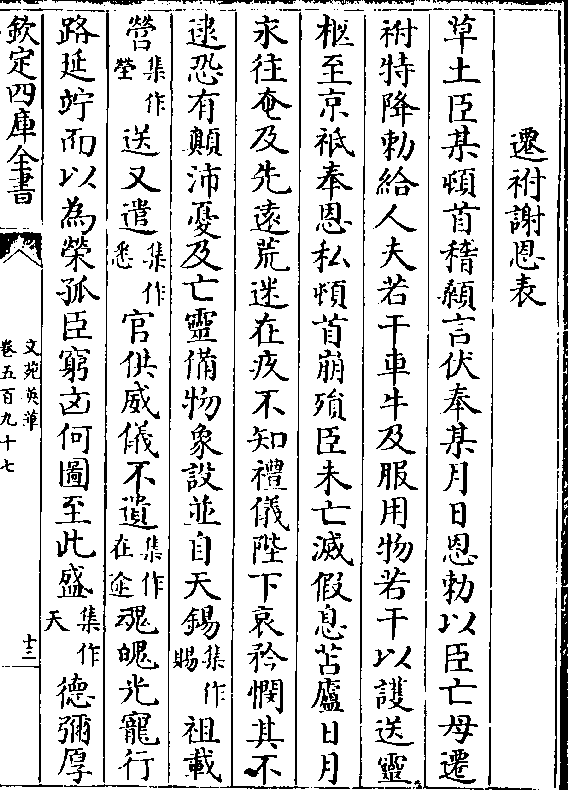 遷祔謝恩表
草土臣某頓首稽顙言伏奉某月日恩勅以臣亡母遷
祔特降勅給人夫若干車牛及服用物若干以護送靈
柩至京祇奉恩私頓首崩殞臣未亡滅假息苫廬日月
永往奄及先遠荒迷在疚不知禮儀陛下哀矜憫其不
逮恐有顛沛憂及亡靈備物象設並自天錫集作賜祖載
營集作塋送又遣集作悉官供威儀不遺集作在途魂魄光寵行
路延竚而以為榮孤臣窮凶何圖至此盛集作天德彌厚
欽定四庫全書
文苑英華
卷五百九十七
十三